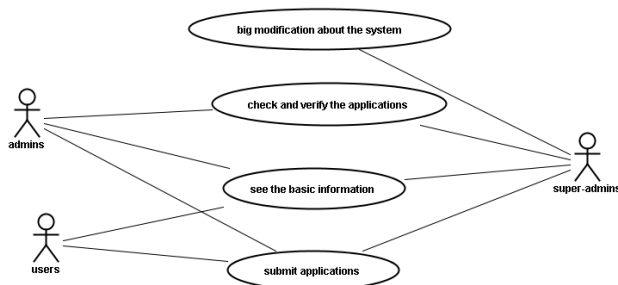 big modification about the system
check and verify the applications
admins
see the basic information
super-admins
users
submit applications